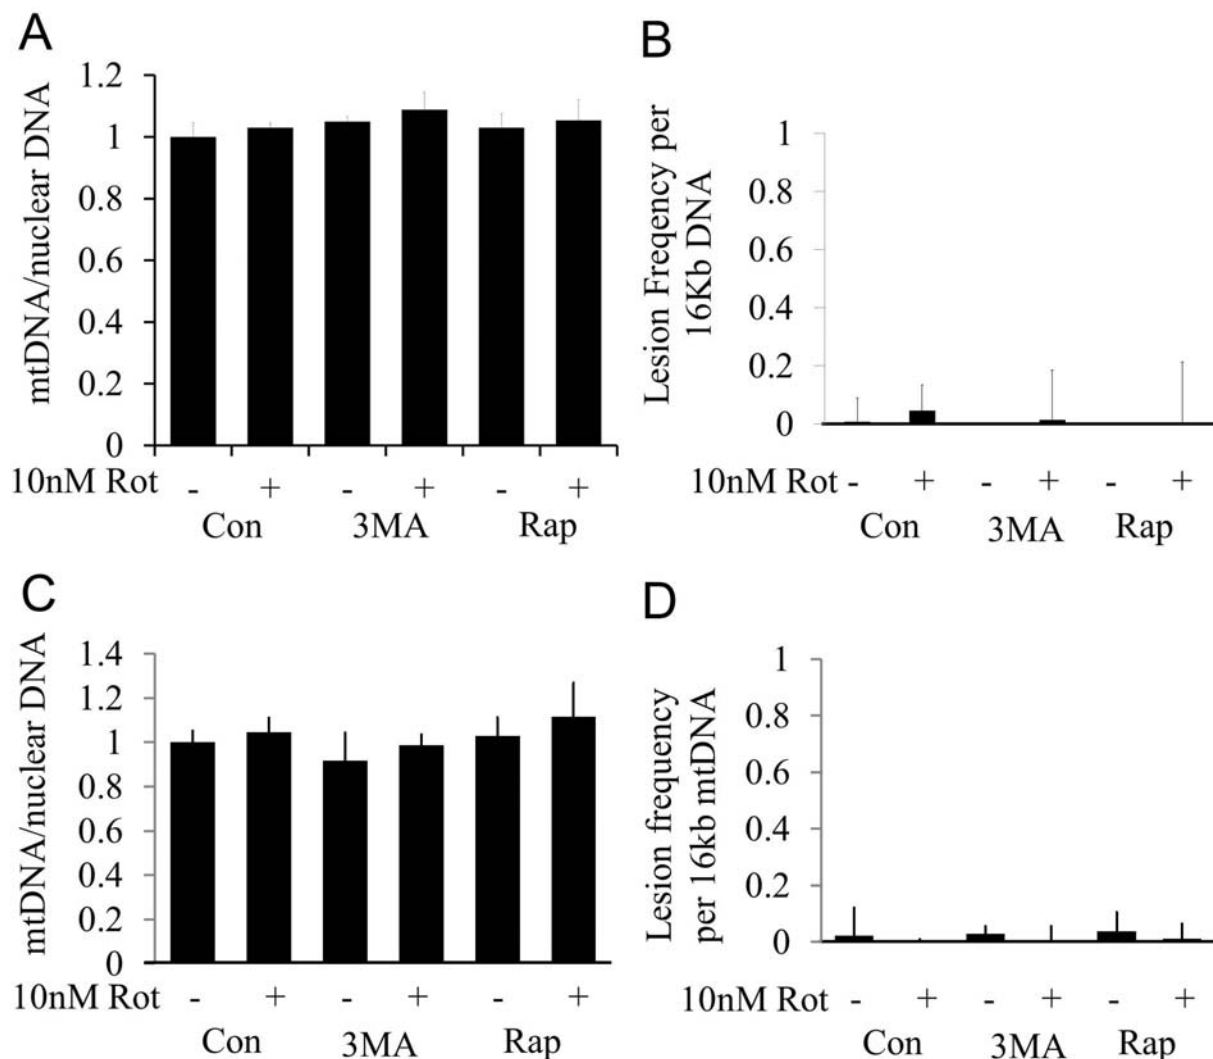 A
mtDNA/nuclear DNA
1.2
1
0.8
0.6
0.4
0.2
0
10nM Rot - + - + - +
Con 3MA Rap
B
Lesion Freqency per
16Kb DNA
1
0.8
0.6
0.4
0.2
0
10nM Rot - + - + - +
Con 3MA Rap
C
mtDNA/nuclear DNA
1.4
1.2
1
0.8
0.6
0.4
0.2
0
10nM Rot - + - + - +
Con 3MA Rap
D
Lesion frequency
per 16kb mtDNA
1
0.8
0.6
0.4
0.2
0
10nM Rot - + - + - +
Con 3MA Rap